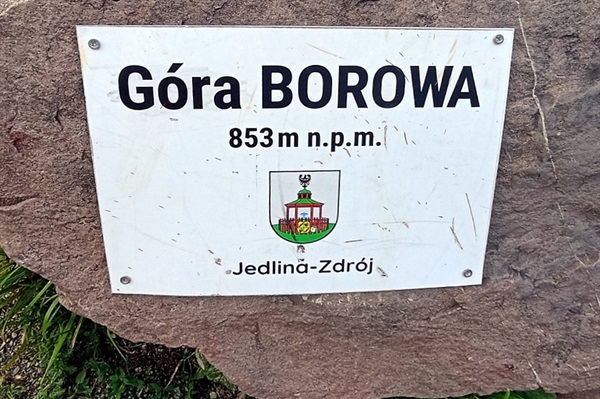 Góra BOROWA
853 m n.p.m.
Jedlina-Zdrój